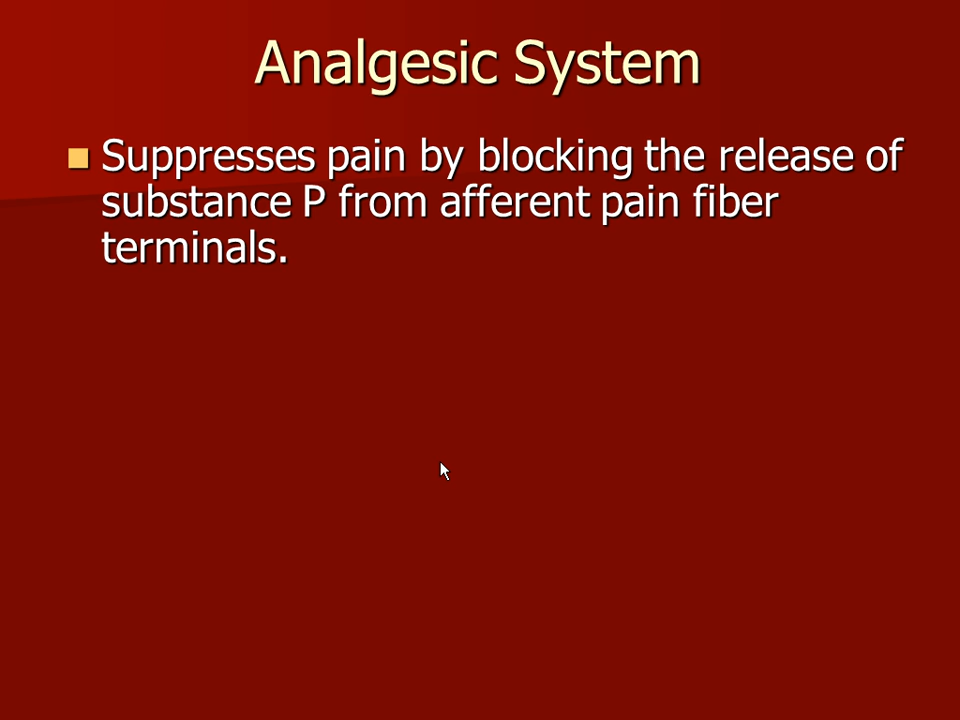 Analgesic System
Suppresses pain by blocking the release of
substance P from afferent pain fiber
terminals.